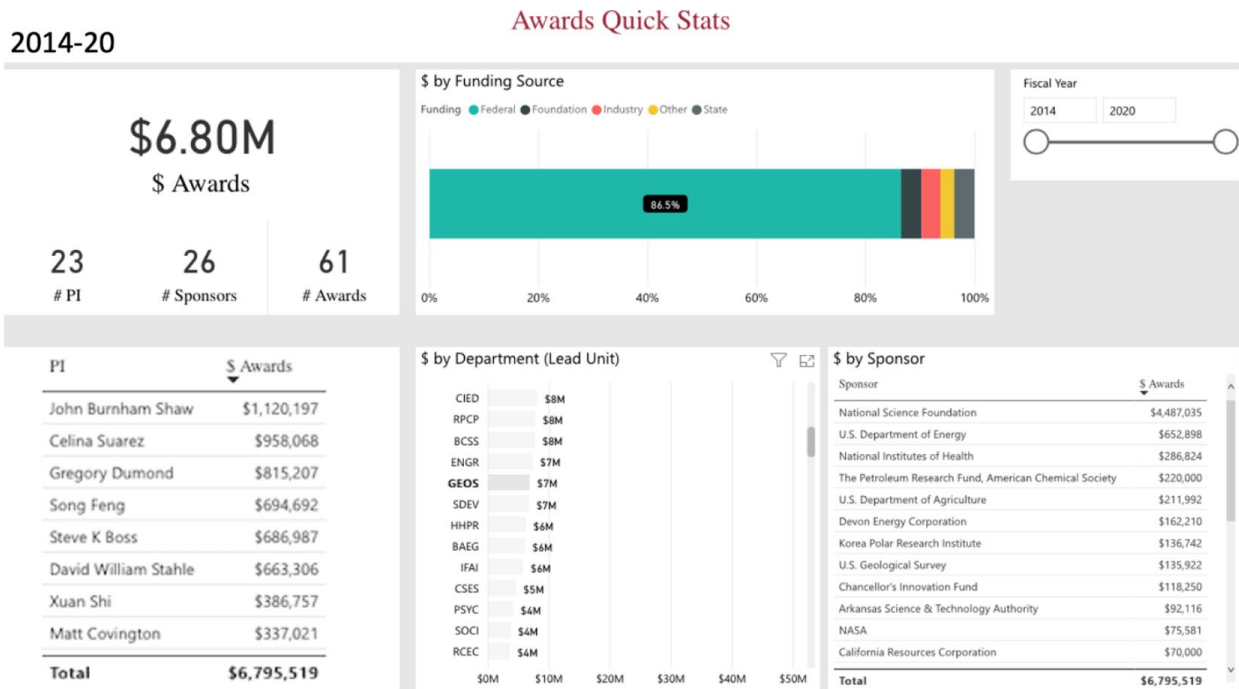 Awards Quick Stats
2014-20
$6.80M
$ Awards
23
# PI
26
# Sponsors
61
# Awards
$ by Funding Source
Funding Federal Foundation Industry Other State
86.5%
0% 20% 40% 60% 80% 100%
Fiscal Year
2014 2020
PI $ Awards
John Burnham Shaw $1,120,197
Celina Suarez $958,068
Gregory Dumond $815,207
Song Feng $694,692
Steve K Boss $686,987
David William Stahle $663,306
Xuan Shi $386,757
Matt Covington $337,021
Total $6,795,519
$ by Department (Lead Unit)
CIED $8M
RPCP $8M
BCSS $8M
ENGR $7M
GEOS $7M
SDEV $7M
HHPR $6M
BAEG $6M
IFAI $6M
CSES $5M
PSYC $4M
SOCI $4M
RCEC $4M
$0M $10M $20M $30M $40M $50M
$ by Sponsor
Sponsor $ Awards
National Science Foundation $4,487,035
U.S. Department of Energy $652,898
National Institutes of Health $286,824
The Petroleum Research Fund, American Chemical Society $220,000
U.S. Department of Agriculture $211,992
Devon Energy Corporation $162,210
Korea Polar Research Institute $136,742
U.S. Geological Survey $135,922
Chancellor's Innovation Fund $118,250
Arkansas Science & Technology Authority $92,116
NASA $75,581
California Resources Corporation $70,000
Total $6,795,519